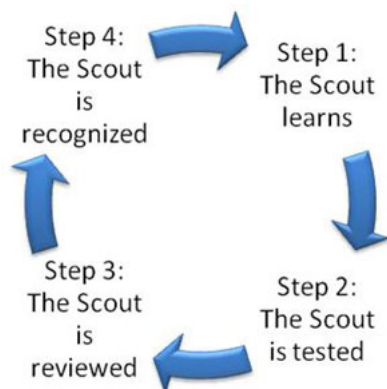 Step 1:
The Scout
learns
Step 2:
The Scout
is tested
Step 3:
The Scout
is
reviewed
Step 4:
The Scout
is
recognized